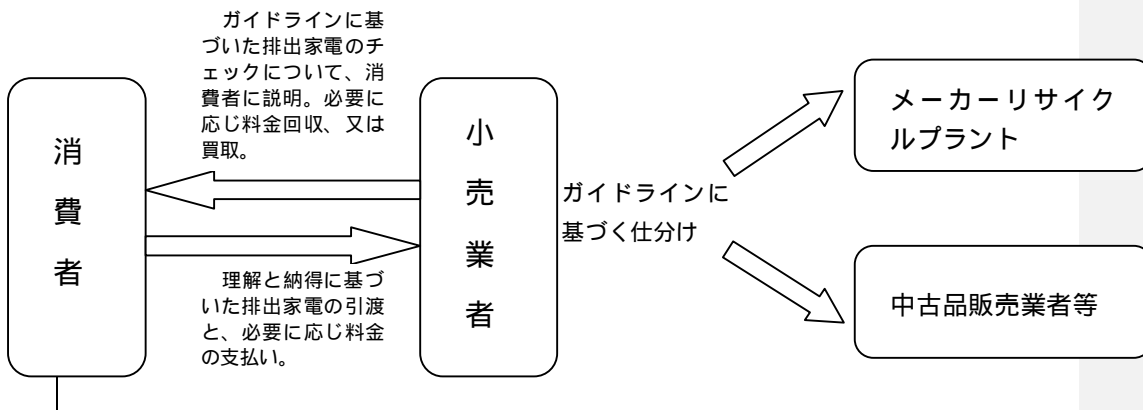 ガイドラインに基
づいた排出家電のチ
ェックについて、消
費者に説明。必要に
応じ料金回収、又は
買取。
消費者
理解と納得に基づ
いた排出家電の引渡
と、必要に応じ料金
の支払い。
小売業者
ガイドラインに
基づく仕分け
メーカーリサイク
ルプラント
中古品販売業者等